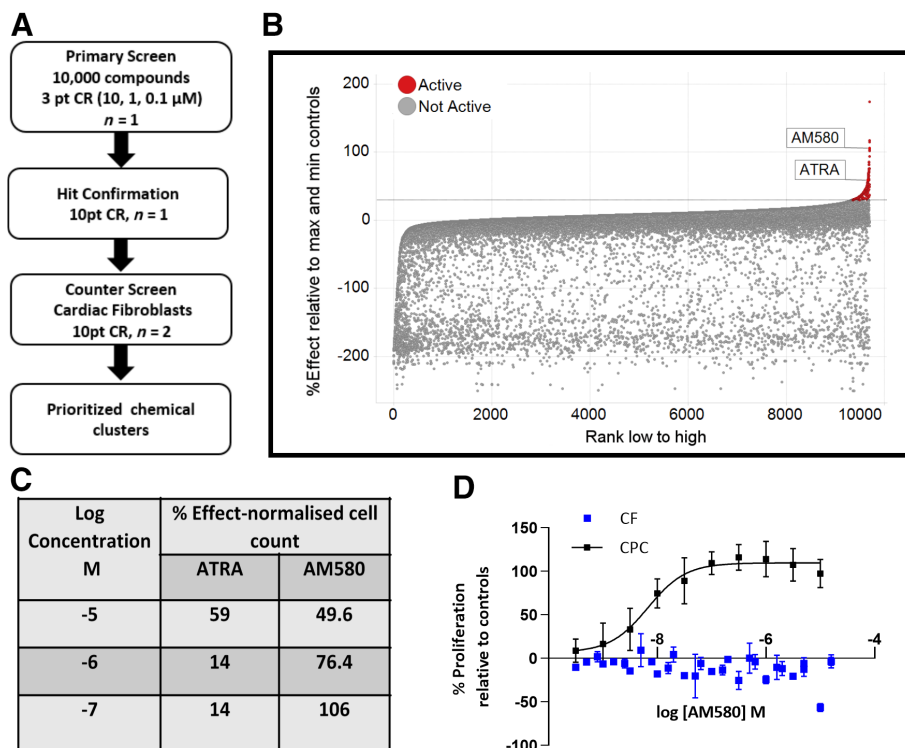 A
Primary Screen
10,000 compounds
3 pt CR (10, 1, 0.1 µM)
n = 1
Hit Confirmation
10pt CR, n = 1
Counter Screen
Cardiac Fibroblasts
10pt CR, n = 2
Prioritized chemical
clusters
B
%Effect relative to max and min controls
200
100
0
-100
-200
Active
Not Active
AM580
ATRA
0 2000 4000 6000 8000 10000
Rank low to high
C
Log
Concentration
M
% Effect-normalised cell
count
ATRA AM580
-5 59 49.6
-6 14 76.4
-7 14 106
D
% Proliferation
relative to controls
150
100
50
0
-50
-100
CF
CPC
-8 -6 -4
log [AM580] M